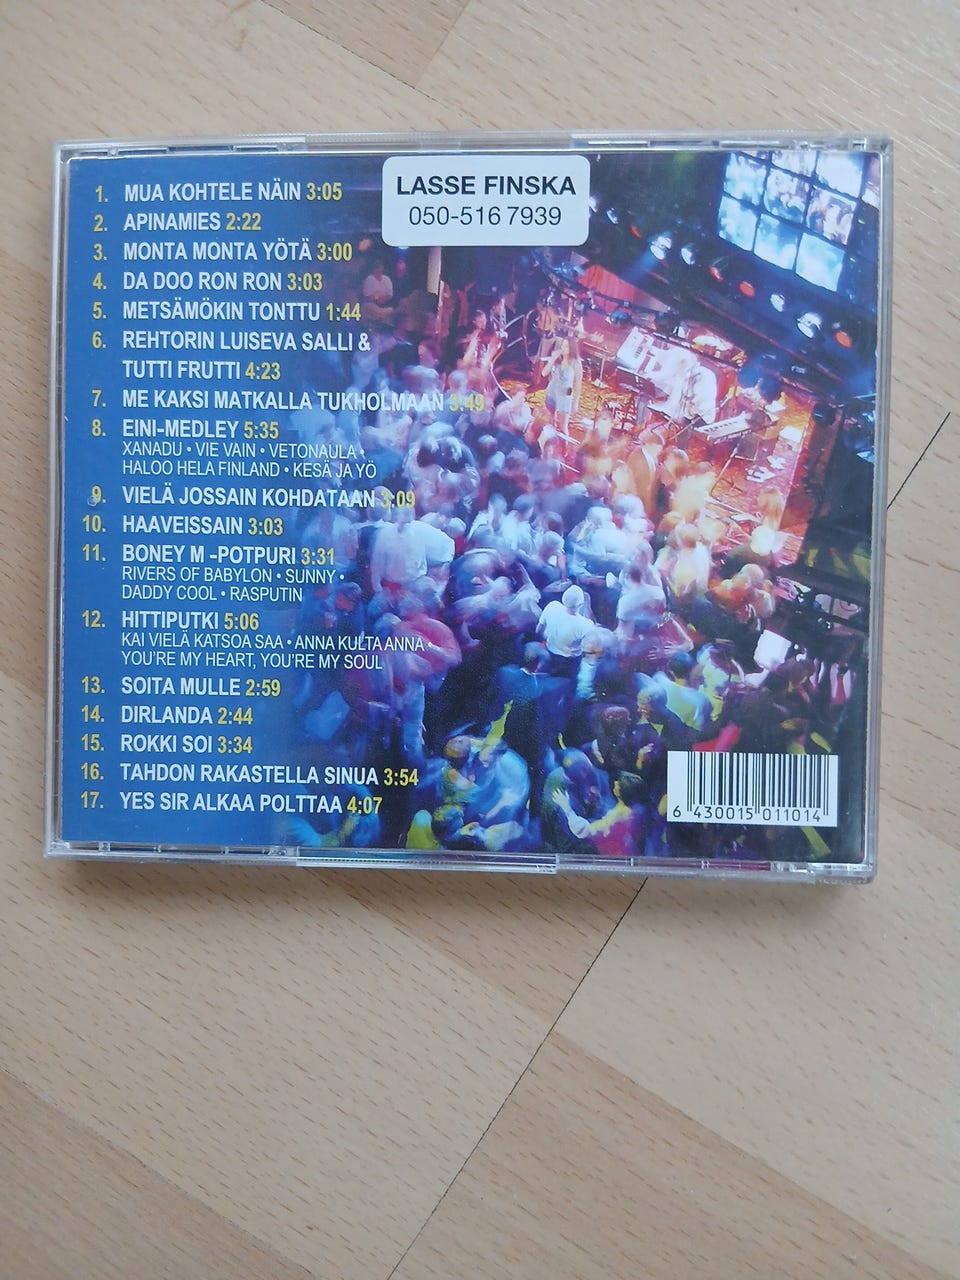 LASSE FINSKA
050-516 7939
1. MUA KOHTELE NÄIN 3:05
2. APINAMIES 2:22
3. MONTA MONTA YÖTÄ 3:00
4. DA DOO RON RON 3:03
5. METSÄMÖKIN TONTTU 1:44
6. REHTORIN LUISEVA SALLI &
TUTTI FRUTTI 4:23
7. ME KAKSI MATKALLA TUKHOLMAAN 3:49
8. EINI-MEDLEY 5:35
XANADU • VIE VAIN • VETONAULA •
HALOO HELA FINLAND • KESÄ JA YÖ
9. VIELÄ JOSSAIN KOHDATAAN 3:09
10. HAAVEISSAIN 3:03
11. BONEY M -POTPURI 3:31
RIVERS OF BABYLON • SUNNY •
DADDY COOL • RASPUTIN
12. HITTIPUTKI 5:06
KAI VIELÄ KATSOA SAA • ANNA KULTA ANNA •
YOU'RE MY HEART, YOU'RE MY SOUL
13. SOITA MULLE 2:59
14. DIRLANDA 2:44
15. ROKKI SOI 3:34
16. TAHDON RAKASTELLA SINUA 3:54
17. YES SIR ALKAA POLTTAA 4:07
6 430015 011014